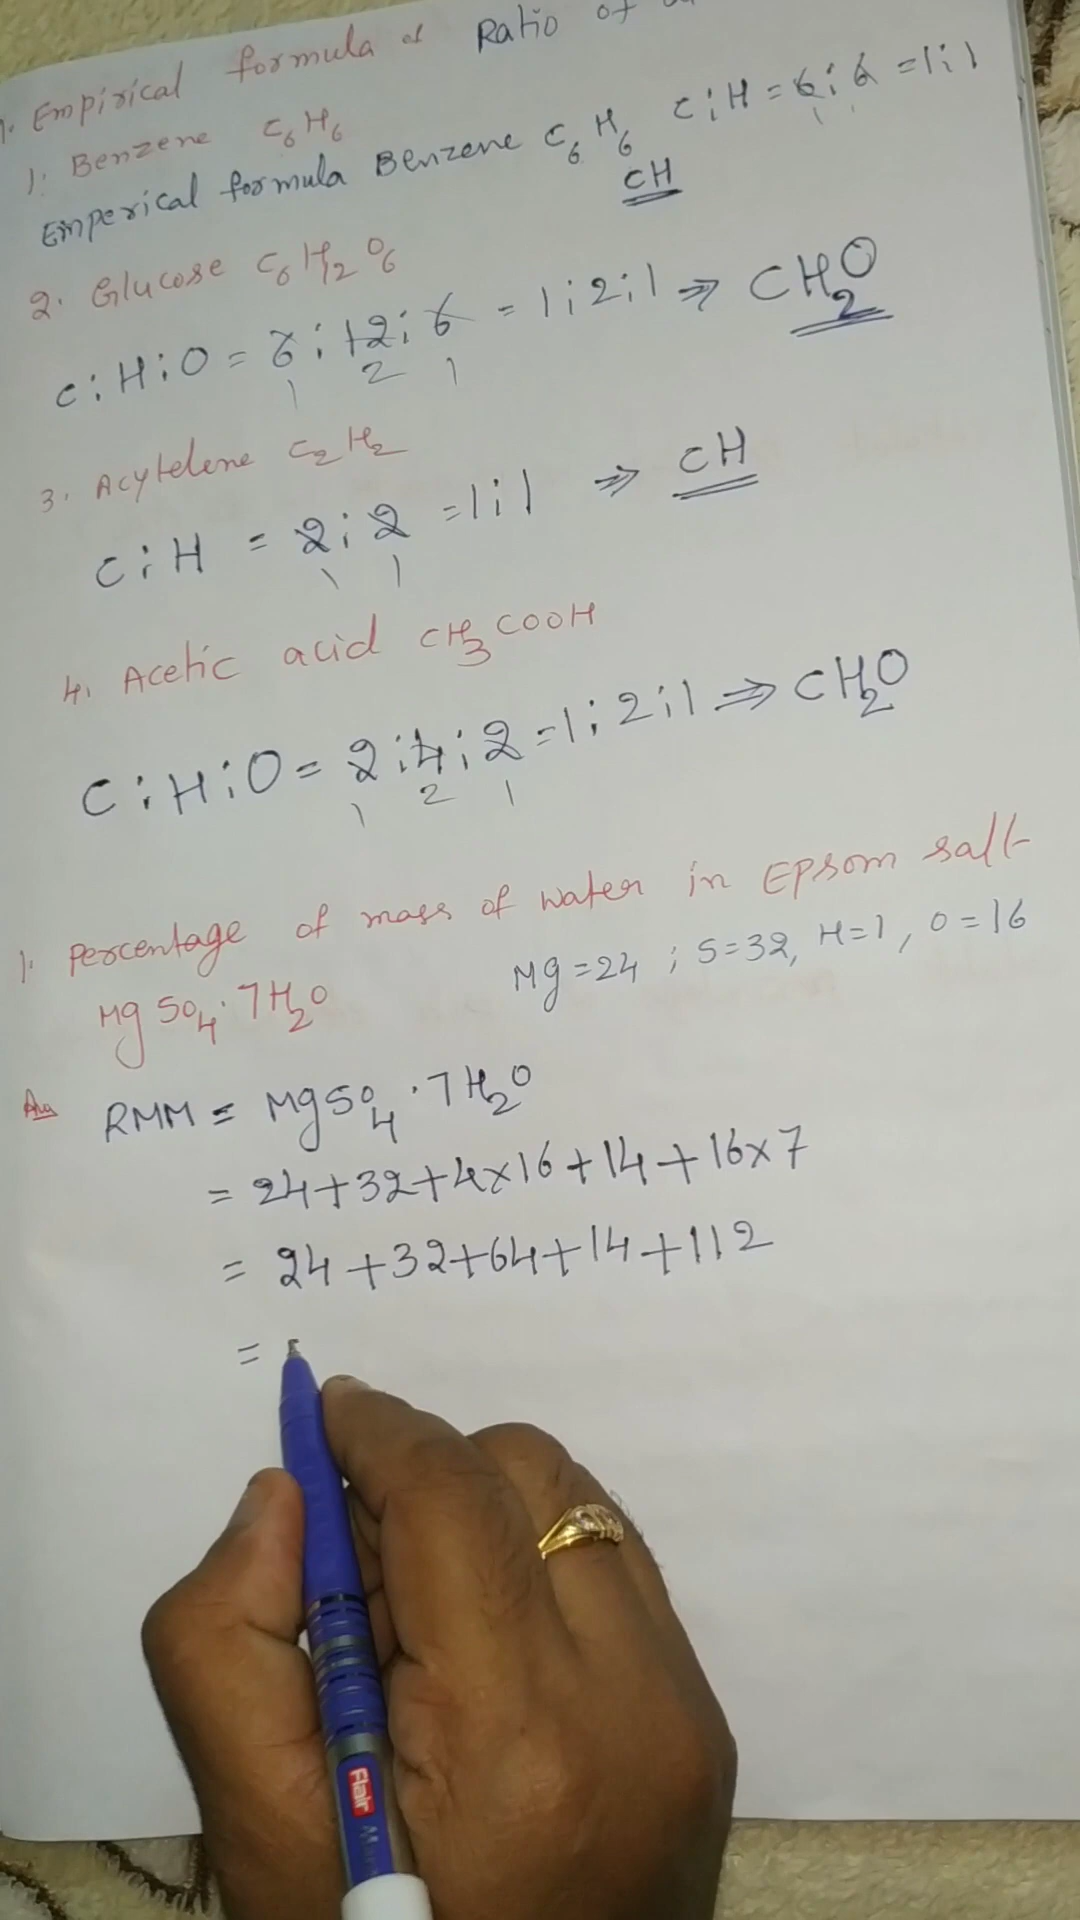 1. Empirical formula of Ratio of
1. Benzene C6H6
Emperical formula Benzene C6H6 C:H = 6:6 = 1:1
1 1
CH
2. Glucose C6H12O6
C:H:O = 6:12:6 = 1:2:1 ⇒ CH2O
1 2 1
3. Acytelene C2H2
C:H = 2:2 = 1:1 ⇒ CH
1 1
4. Acetic acid CH3COOH
C:H:O = 2:4:2 = 1:2:1 ⇒ CH2O
1 2 1
1. Percentage of mass of water in Epsom salt
MgSO4·7H2O Mg=24 ; S=32, H=1, O=16
Ans RMM = MgSO4·7H2O
= 24+32+4×16+14+16×7
= 24+32+64+14+112
=
Flair